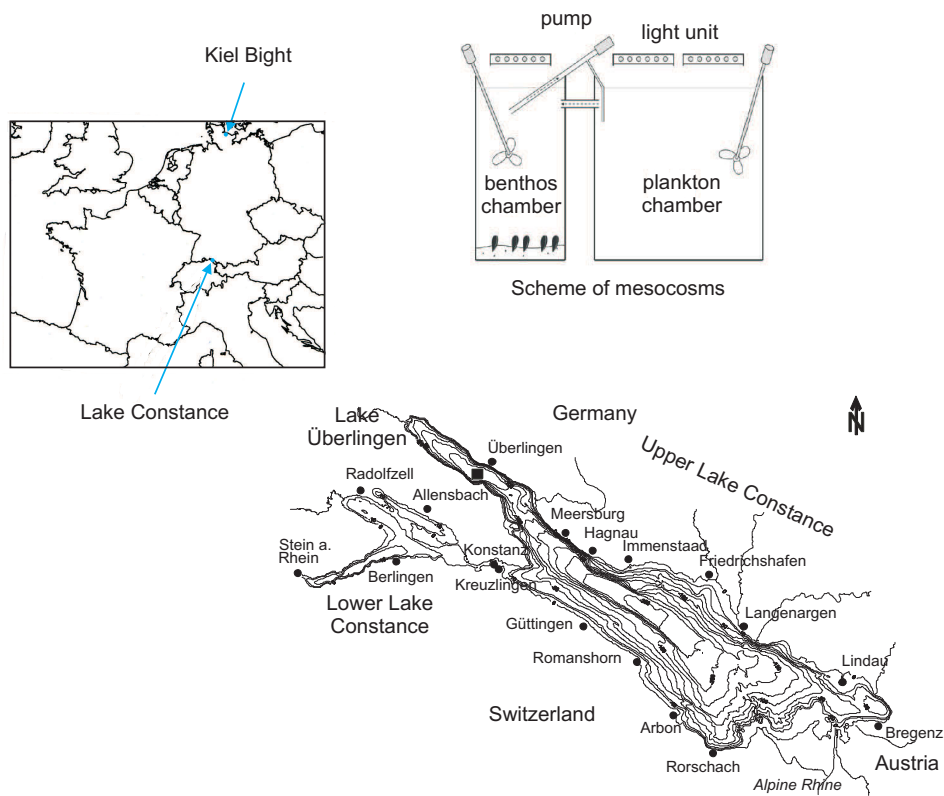 Kiel Bight
pump
light unit
benthos
chamber
plankton
chamber
Scheme of mesocosms
Lake Constance
Lake
Überlingen
Germany
N
Upper Lake Constance
Überlingen
Radolfzell
Allensbach
Meersburg
Hagnau
Immenstaad
Friedrichshafen
Stein a.
Rhein
Berlingen
Konstanz
Kreuzlingen
Lower Lake
Constance
Güttingen
Langenargen
Romanshorn
Lindau
Switzerland
Arbon
Bregenz
Rorschach
Austria
Alpine Rhine